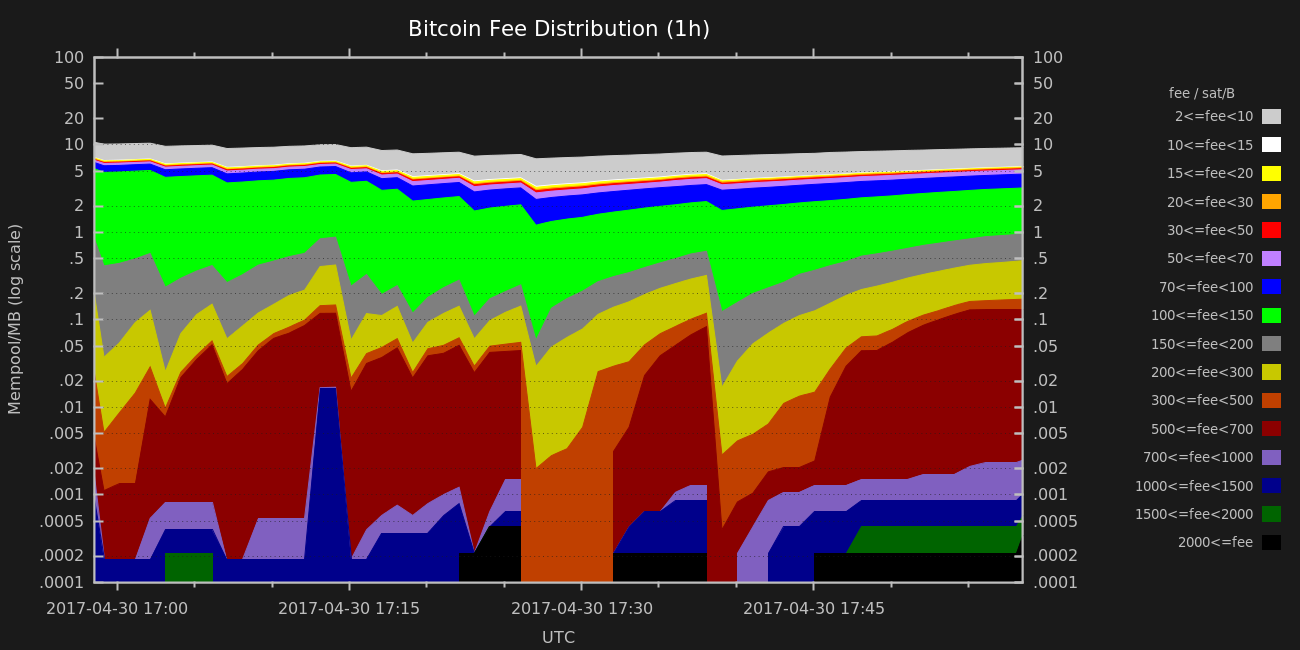 Bitcoin Fee Distribution (1h)
Mempool/MB (log scale)
100
50
20
10
5
2
1
.5
.2
.1
.05
.02
.01
.005
.002
.001
.0005
.0002
.0001
100
50
20
10
5
2
1
.5
.2
.1
.05
.02
.01
.005
.002
.001
.0005
.0002
.0001
2017-04-30 17:00
2017-04-30 17:15
2017-04-30 17:30
2017-04-30 17:45
UTC
fee / sat/B
2<=fee<10
10<=fee<15
15<=fee<20
20<=fee<30
30<=fee<50
50<=fee<70
70<=fee<100
100<=fee<150
150<=fee<200
200<=fee<300
300<=fee<500
500<=fee<700
700<=fee<1000
1000<=fee<1500
1500<=fee<2000
2000<=fee